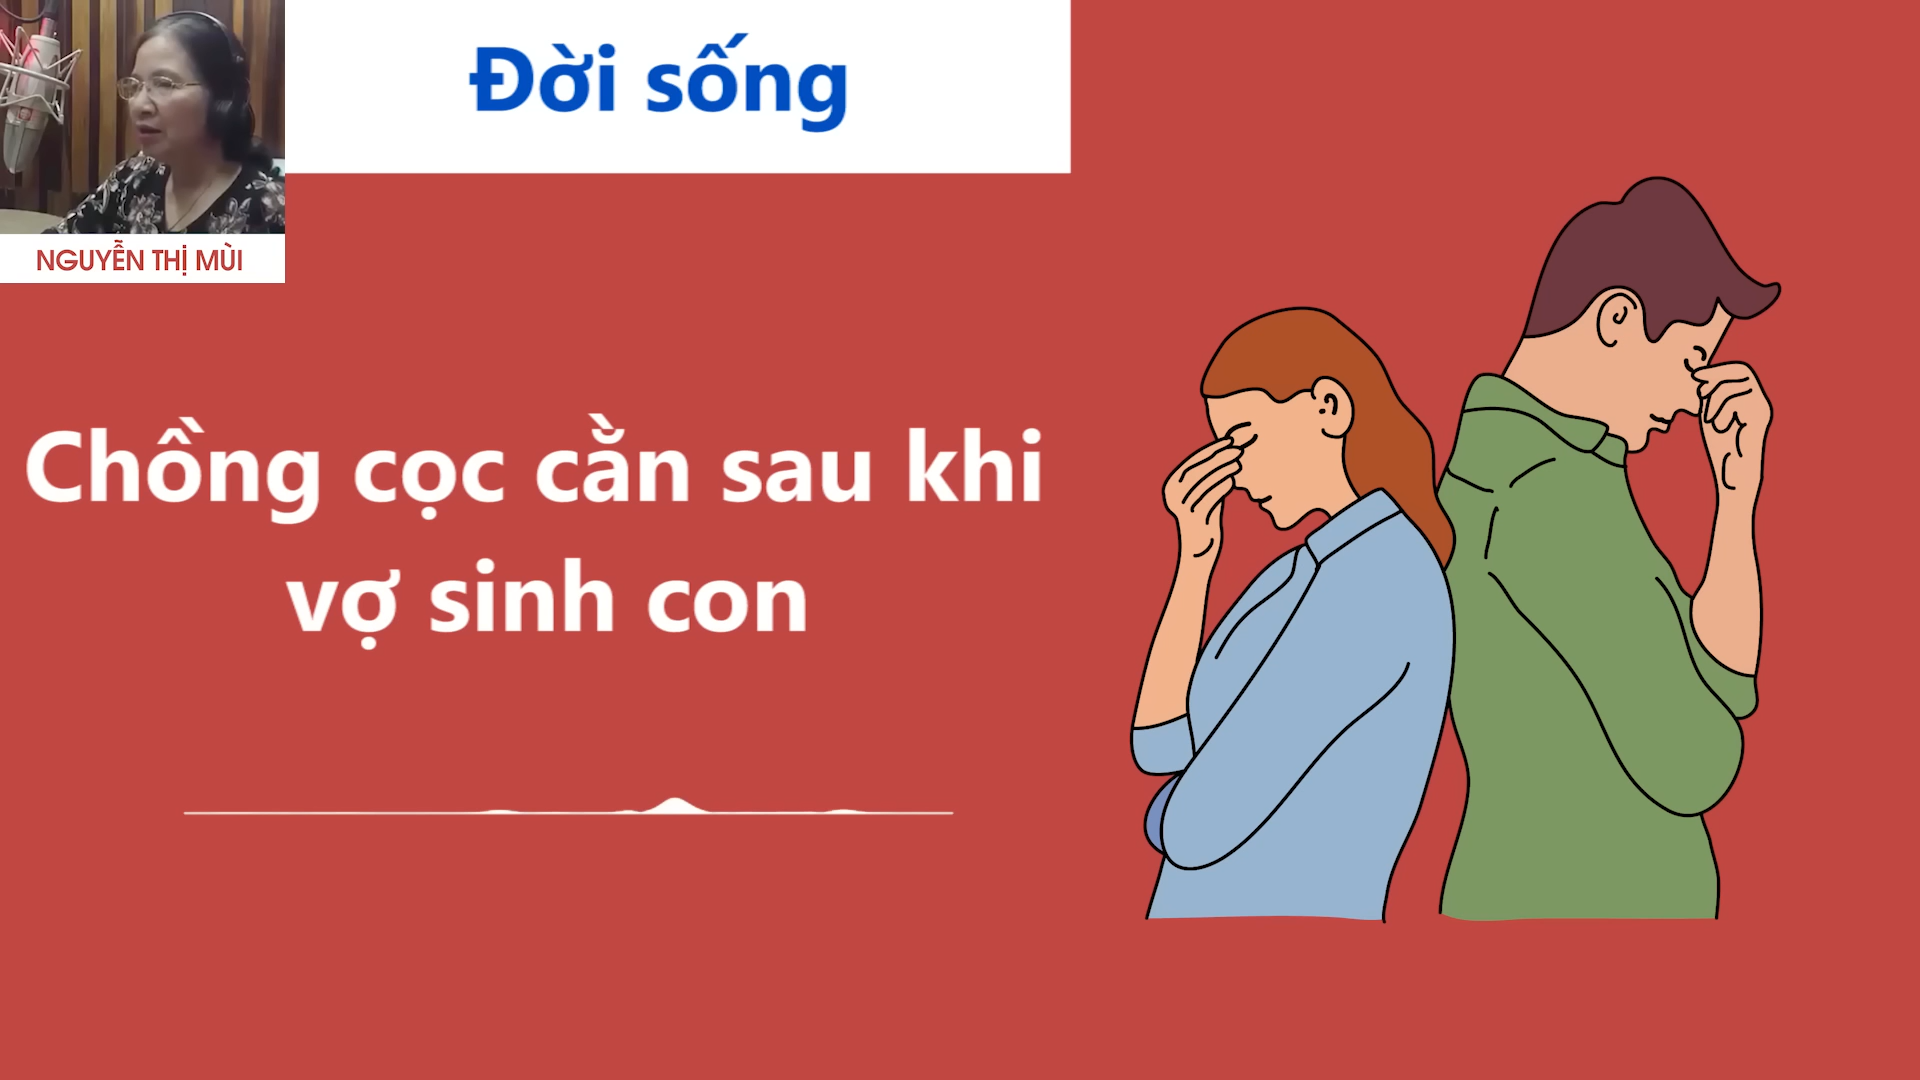 Đời sống
NGUYỄN THỊ MÙI
Chồng cọc cằn sau khi
vợ sinh con